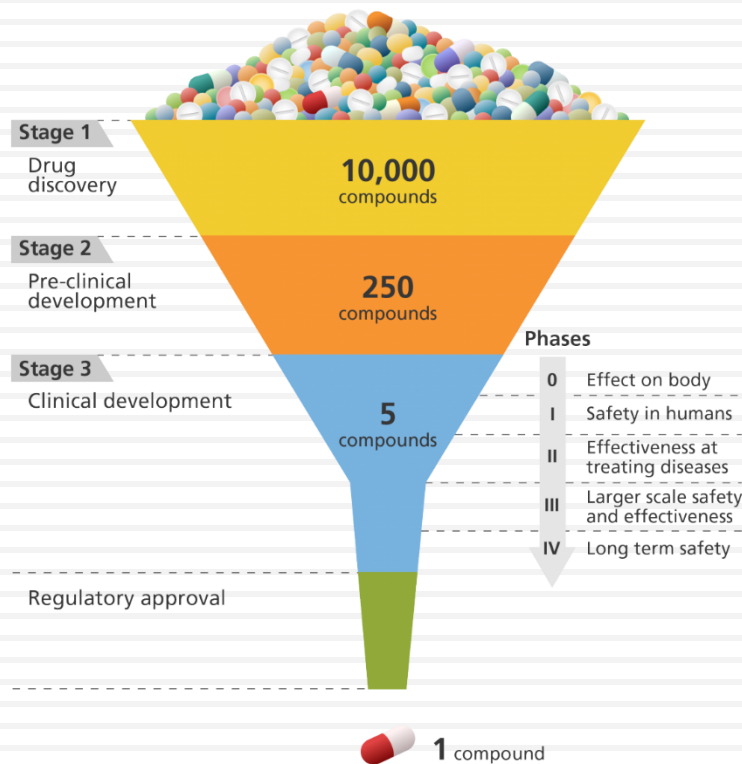 Stage 1
Drug
discovery
10,000
compounds
Stage 2
Pre-clinical
development
250
compounds
Stage 3
Clinical development
5
compounds
Phases
0 Effect on body
I Safety in humans
II Effectiveness at
treating diseases
III Larger scale safety
and effectiveness
IV Long term safety
Regulatory approval
1 compound